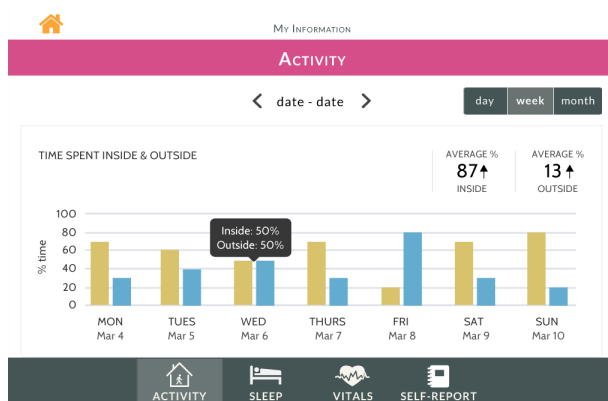 My Information
Activity
date - date
day week month
TIME SPENT INSIDE & OUTSIDE
AVERAGE %
87
INSIDE
AVERAGE %
13
OUTSIDE
% time
100
80
60
40
20
0
Inside: 50%
Outside: 50%
MON TUES WED THURS FRI SAT SUN
Mar 4 Mar 5 Mar 6 Mar 7 Mar 8 Mar 9 Mar 10
ACTIVITY SLEEP VITALS SELF-REPORT